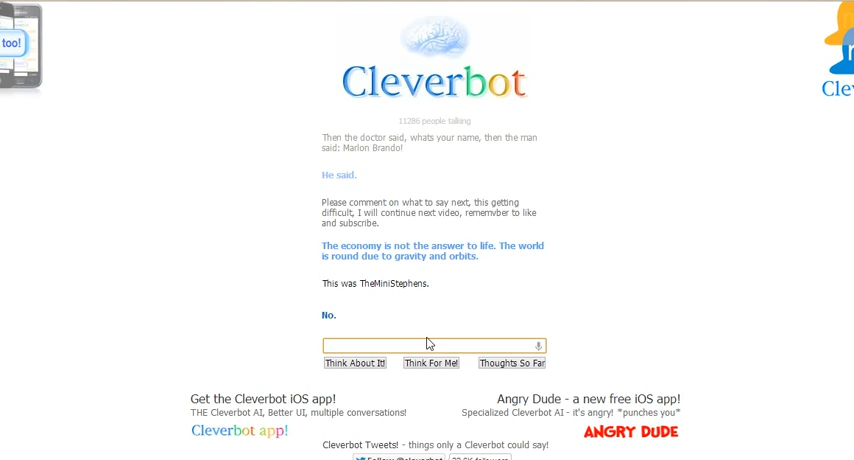 too!
Cleverbot
Cle
11286 people talking
Then the doctor said, whats your name, then the man
said: Marlon Brando!
He said.
Please comment on what to say next, this getting
difficult, I will continue next video, rememvber to like
and subscribe.
The economy is not the answer to life. The world
is round due to gravity and orbits.
This was TheMiniStephens.
No.
Think About It! Think For Me! Thoughts So Far
Get the Cleverbot iOS app! Angry Dude - a new free iOS app!
THE Cleverbot AI, Better UI, multiple conversations! Specialized Cleverbot AI - it's angry! *punches you*
Cleverbot app! ANGRY DUDE
Cleverbot Tweets! - things only a Cleverbot could say!
Follow @cleverbot followers